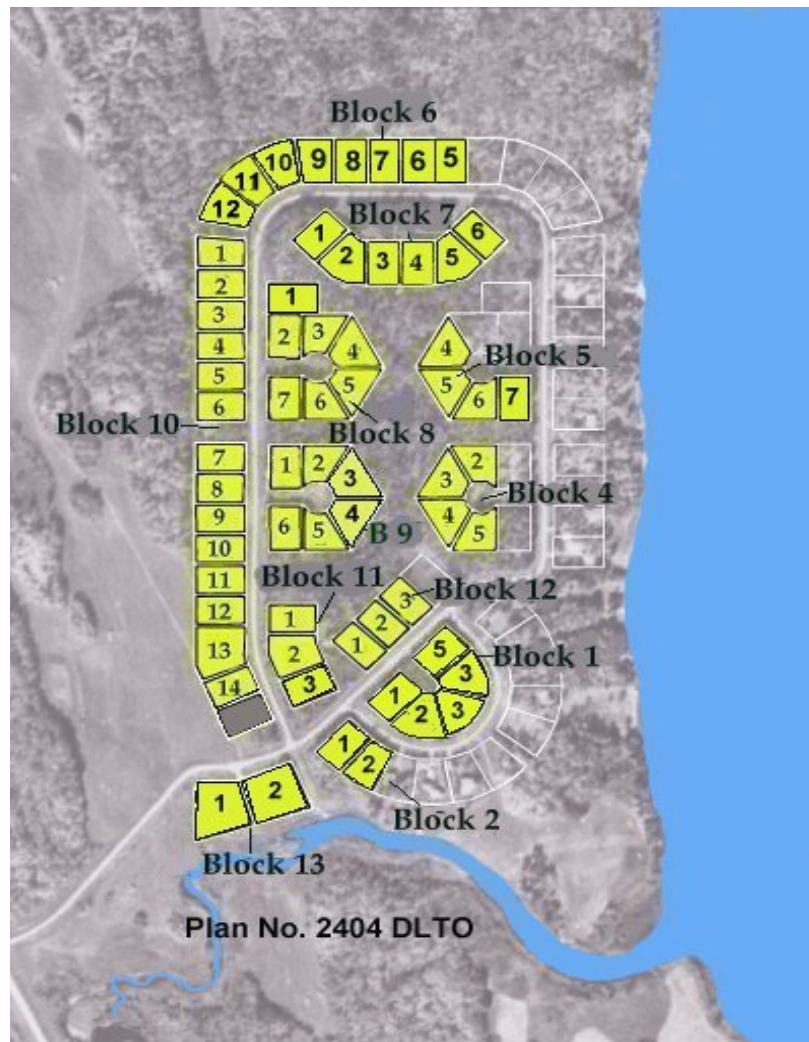 Block 6
12 11 10 9 8 7 6 5
Block 7
1 2 3 4 5 6
1
2
3
4
5
6
Block 10
7
8
9
10
11
12
13
14
1
2 3 4
7 6 5
Block 8
4
5 6 7
Block 5
1 2 3
6 5 4
B 9
3 2
4 5
Block 4
Block 11
1
2
3
1 2 3
Block 12
5
3
1 2 3
Block 1
1 2
Block 2
1 2
Block 13
Plan No. 2404 DLTO